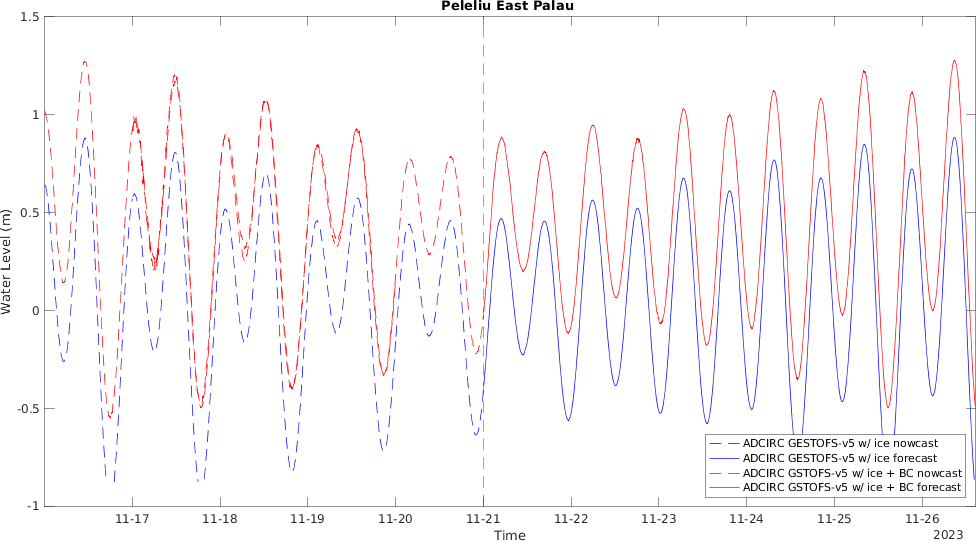 Peleliu East Palau
1.5
1
0.5
0
-0.5
-1
Water Level (m)
11-17 11-18 11-19 11-20 11-21 11-22 11-23 11-24 11-25 11-26
Time
2023
ADCIRC GESTOFS-v5 w/ ice nowcast
ADCIRC GESTOFS-v5 w/ ice forecast
ADCIRC GSTOFS-v5 w/ ice + BC nowcast
ADCIRC GSTOFS-v5 w/ ice + BC forecast